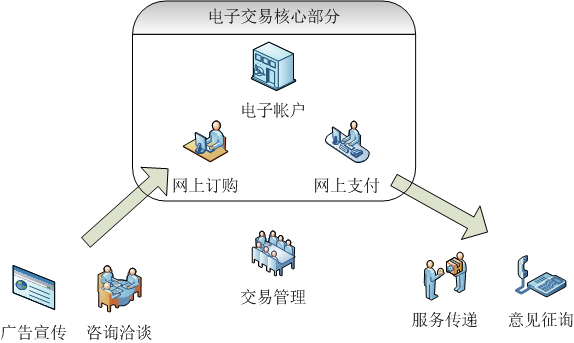 电子交易核心部分
电子帐户
网上订购
网上支付
交易管理
广告宣传
咨询洽谈
服务传递
意见征询